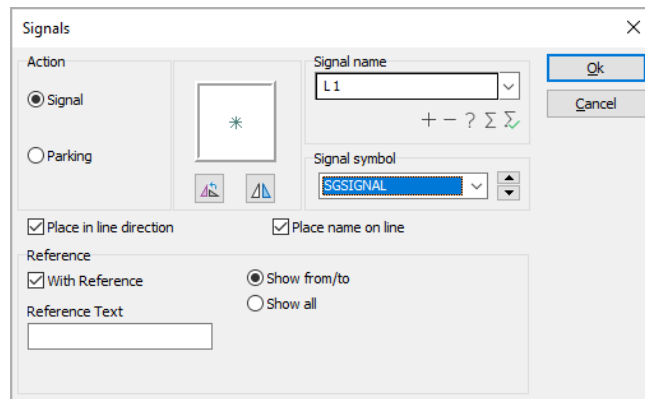 Signals
Action
Signal
Parking
Signal name
L1
+ - ? Σ Σ
Signal symbol
SGSIGNAL
Ok
Cancel
Place in line direction
Place name on line
Reference
With Reference
Reference Text
Show from/to
Show all